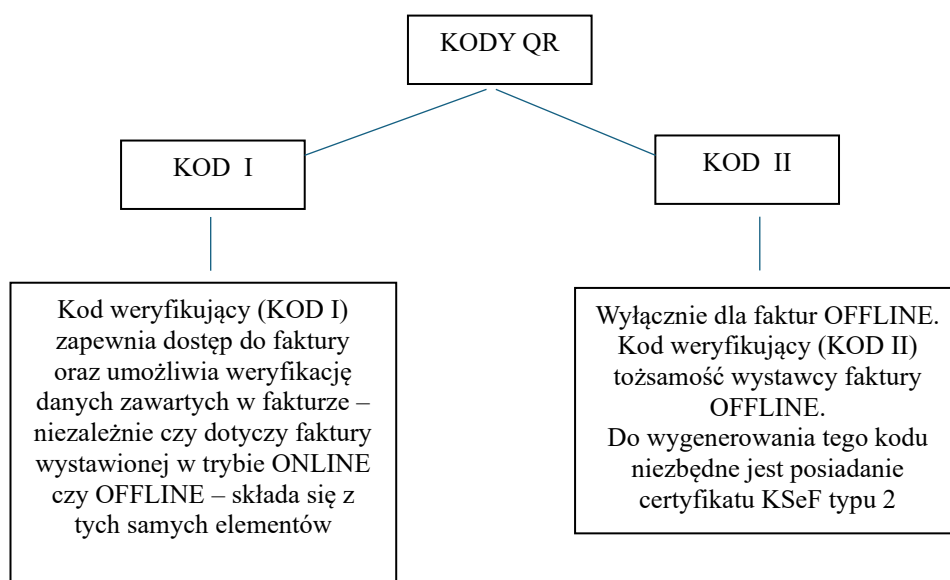 KODY QR
KOD I
KOD II
Kod weryfikujący (KOD I)
zapewnia dostęp do faktury
oraz umożliwia weryfikację
danych zawartych w fakturze –
niezależnie czy dotyczy faktury
wystawionej w trybie ONLINE
czy OFFLINE – składa się z
tych samych elementów
Wyłącznie dla faktur OFFLINE.
Kod weryfikujący (KOD II)
tożsamość wystawcy faktury
OFFLINE.
Do wygenerowania tego kodu
niezbędne jest posiadanie
certyfikatu KSeF typu 2